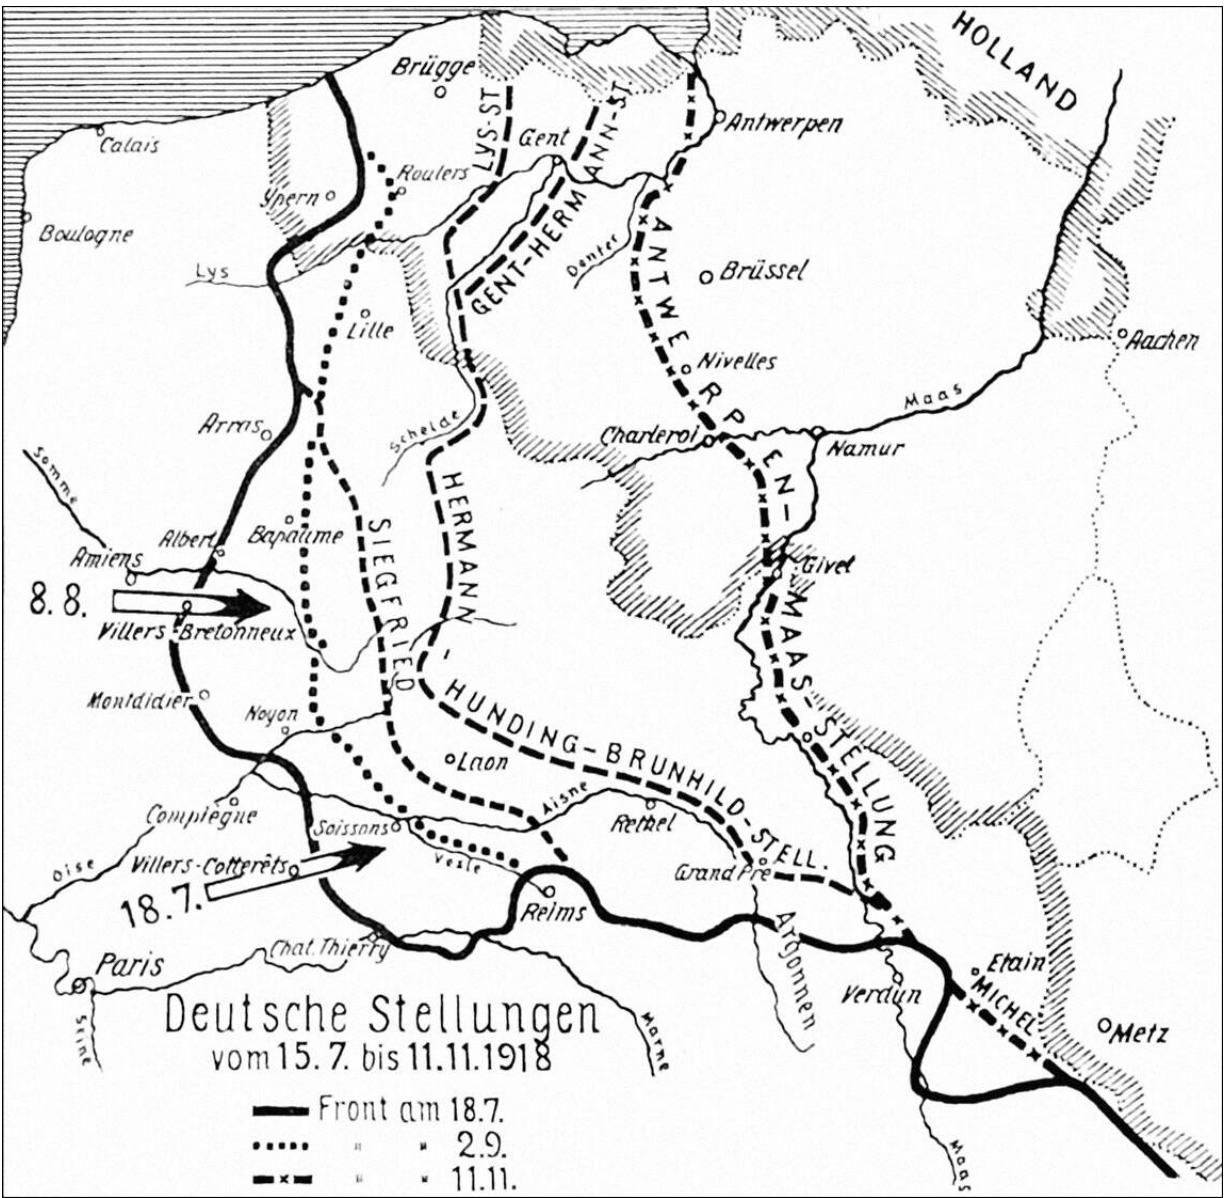 HOLLAND
Brügge
LYS-ST.
Gent
GENT-HERMANN-ST.
Antwerpen
Calais
Ypern
Roulers
Boulogne
Lys
Denter
Brüssel
Lille
Aachen
Nivelles
Maas
Arras
Schelde
Charleroi
Namur
Somme
ANTWERPEN-MAAS-STELLUNG
Amiens
Albert
Bapaume
SIEGFRIED
HERMANN-
Givet
8.8.
Villers-Bretonneux
Montdidier
Noyon
HUNDING-BRUNHILD-STELL.
Laon
Aisne
Compiègne
Soissons
Rethel
Oise
Villers-Cotterêts
Vesle
Grand Pré
18.7.
Reims
Argonnen
Chat. Thierry
Paris
Verdun
Etain
MICHEL
Metz
Seine
Marne
Maas
Deutsche Stellungen
vom 15.7. bis 11.11.1918
Front am 18.7.
" " 2.9.
" " 11.11.